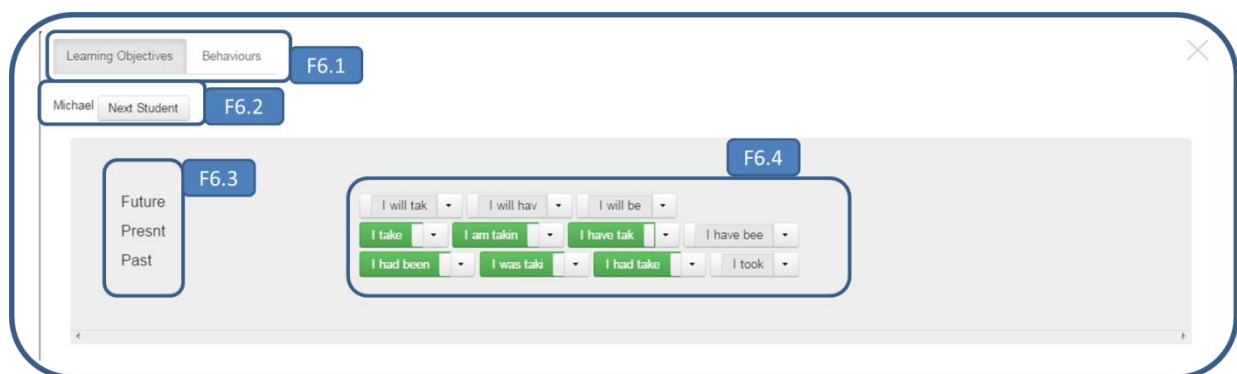 Learning Objectives Behaviours F6.1
Michael Next Student F6.2
F6.4
F6.3
Future I will tak I will hav I will be
Presnt I take I am takin I have tak I have bee
Past I had been I was taki I had take I took